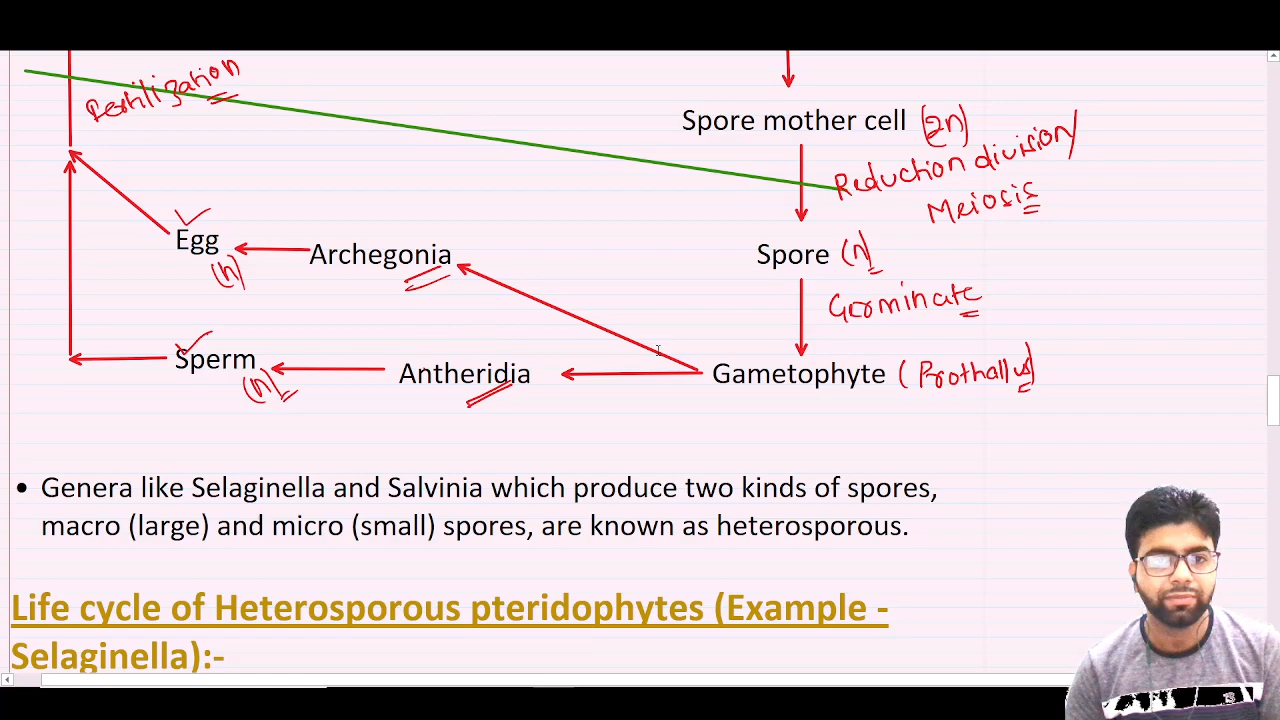 Fertilization
Spore mother cell (2n)
Reduction division/
Meiosis
Egg
(n)
Archegonia
Spore (n)
Germinate
Sperm
(n)
Antheridia
Gametophyte (Prothallus)
• Genera like Selaginella and Salvinia which produce two kinds of spores,
macro (large) and micro (small) spores, are known as heterosporous.
Life cycle of Heterosporous pteridophytes (Example -
Selaginella):-